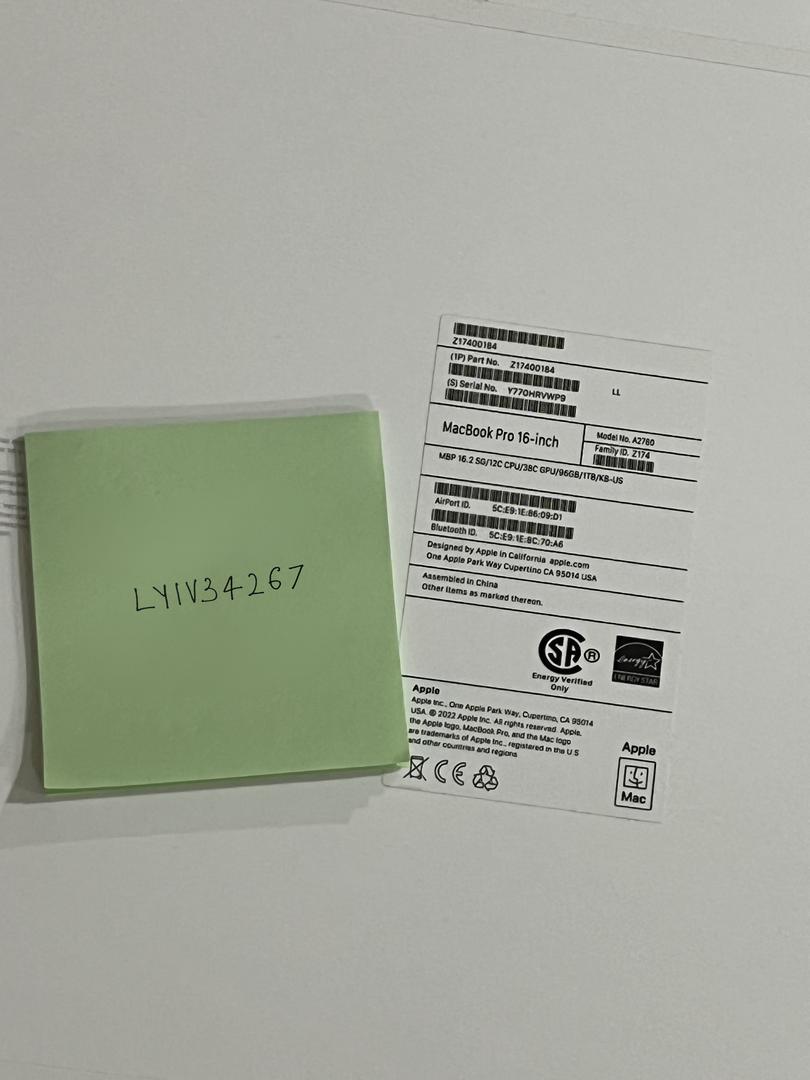 LYIV34267
Z17400184
(1P) Part No. Z17400184
(S) Serial No. Y770HRVWP9
LL
MacBook Pro 16-inch
Model No. A2780
Family ID. Z174
MBP 16.2 SG/12C CPU/38C GPU/96GB/1TB/KB-US
AirPort ID. 5C:E9:1E:86:09:D1
Bluetooth ID. 5C:E9:1E:8C:70:A6
Designed by Apple in California apple.com
One Apple Park Way Cupertino CA 95014 USA
Assembled in China
Other items as marked thereon.
SA ®
Energy Verified
Only
energy
ENERGY STAR
Apple
Apple Inc., One Apple Park Way, Cupertino, CA 95014
USA. © 2022 Apple Inc. All rights reserved. Apple,
the Apple logo, MacBook Pro, and the Mac logo
are trademarks of Apple Inc., registered in the U S
and other countries and regions
CE
Apple
Mac